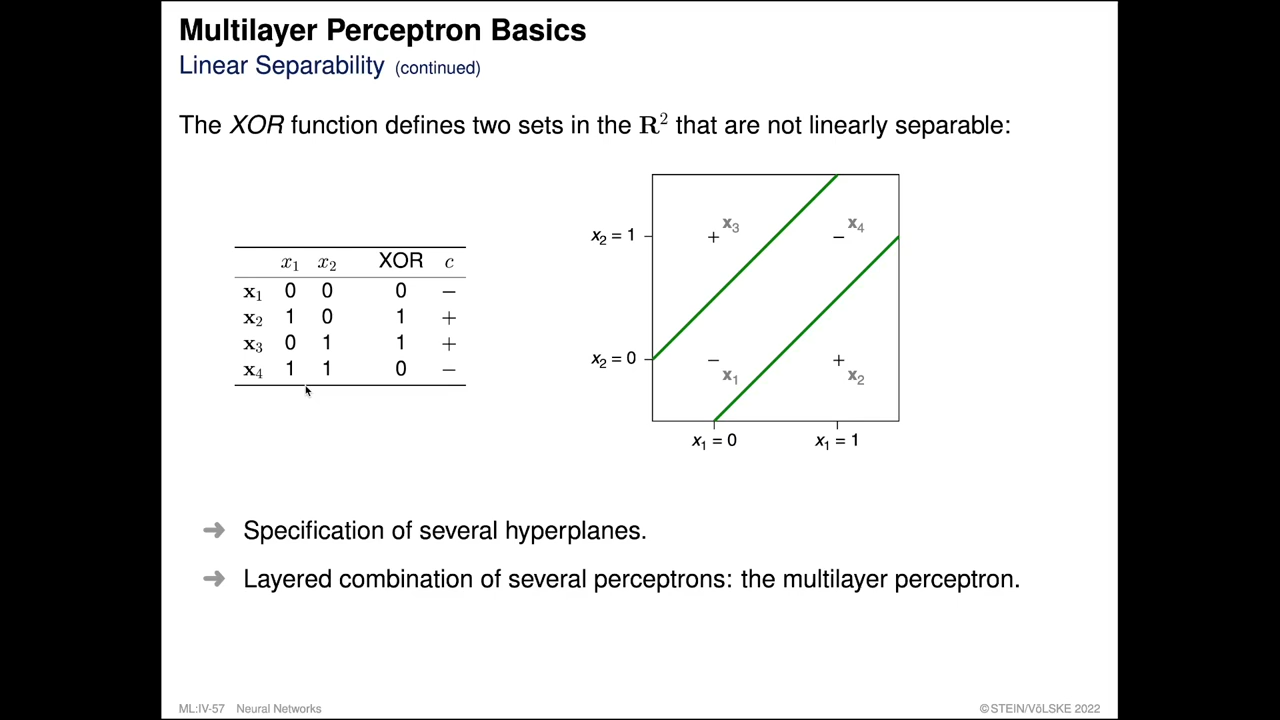 Multilayer Perceptron Basics
Linear Separability (continued)
The XOR function defines two sets in the R² that are not linearly separable:
x₁ x₂ XOR c
x₁ 0 0 0 −
x₂ 1 0 1 +
x₃ 0 1 1 +
x₄ 1 1 0 −
x₂ = 1
+ x₃
− x₄
x₂ = 0
− x₁
+ x₂
x₁ = 0 x₁ = 1
➜ Specification of several hyperplanes.
➜ Layered combination of several perceptrons: the multilayer perceptron.
ML:IV-57 Neural Networks
©STEIN/VÖLSKE 2022